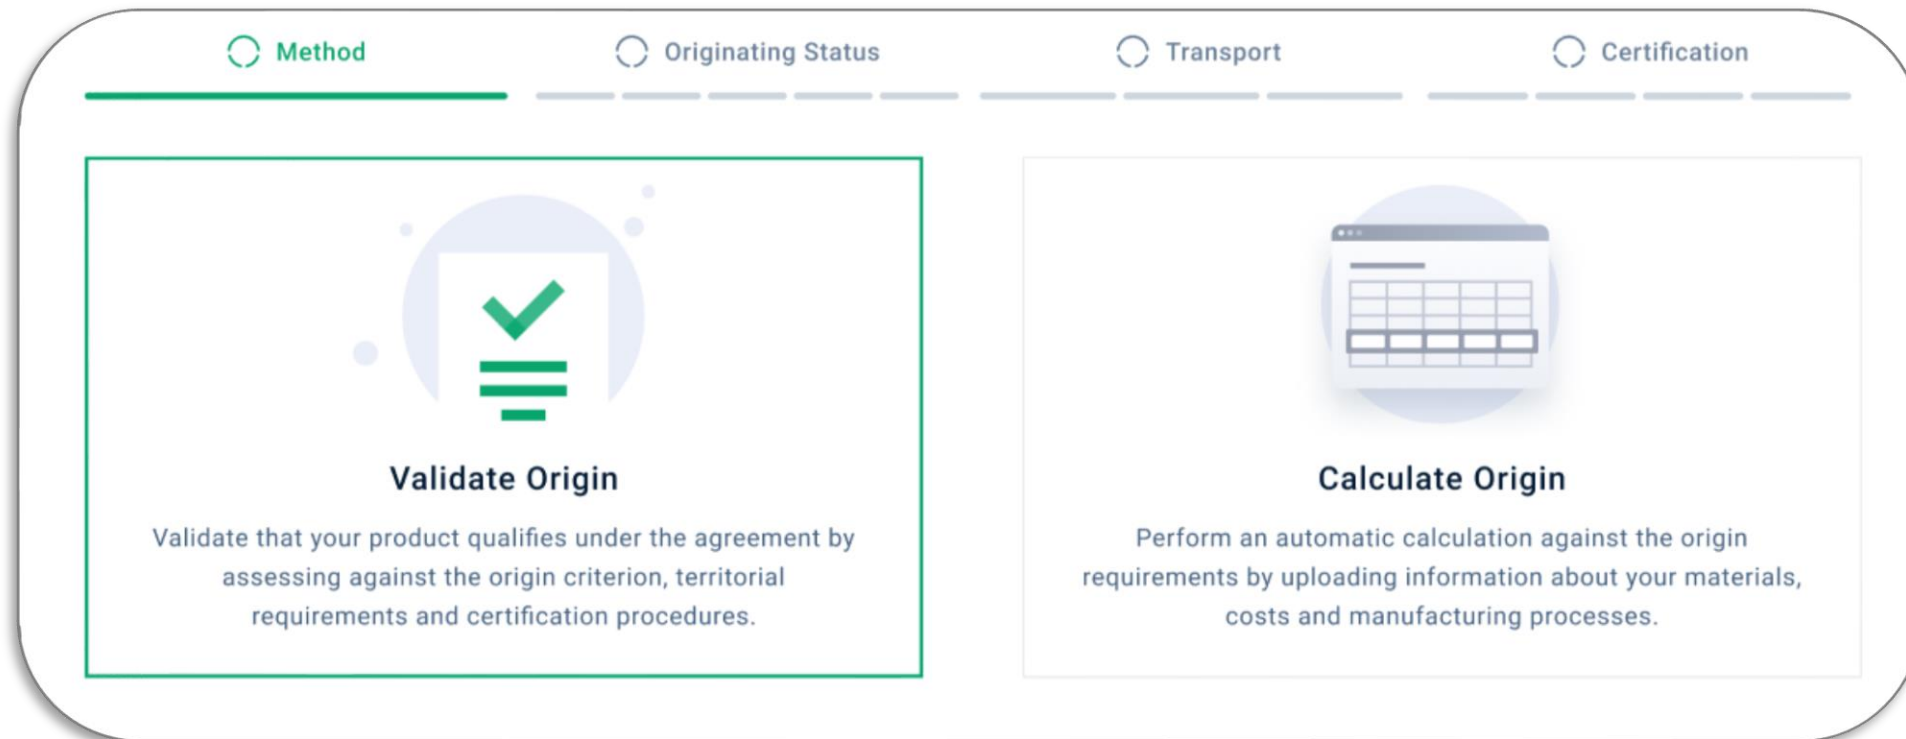 Method
Originating Status
Transport
Certification
Validate Origin
Validate that your product qualifies under the agreement by
assessing against the origin criterion, territorial
requirements and certification procedures.
Calculate Origin
Perform an automatic calculation against the origin
requirements by uploading information about your materials,
costs and manufacturing processes.